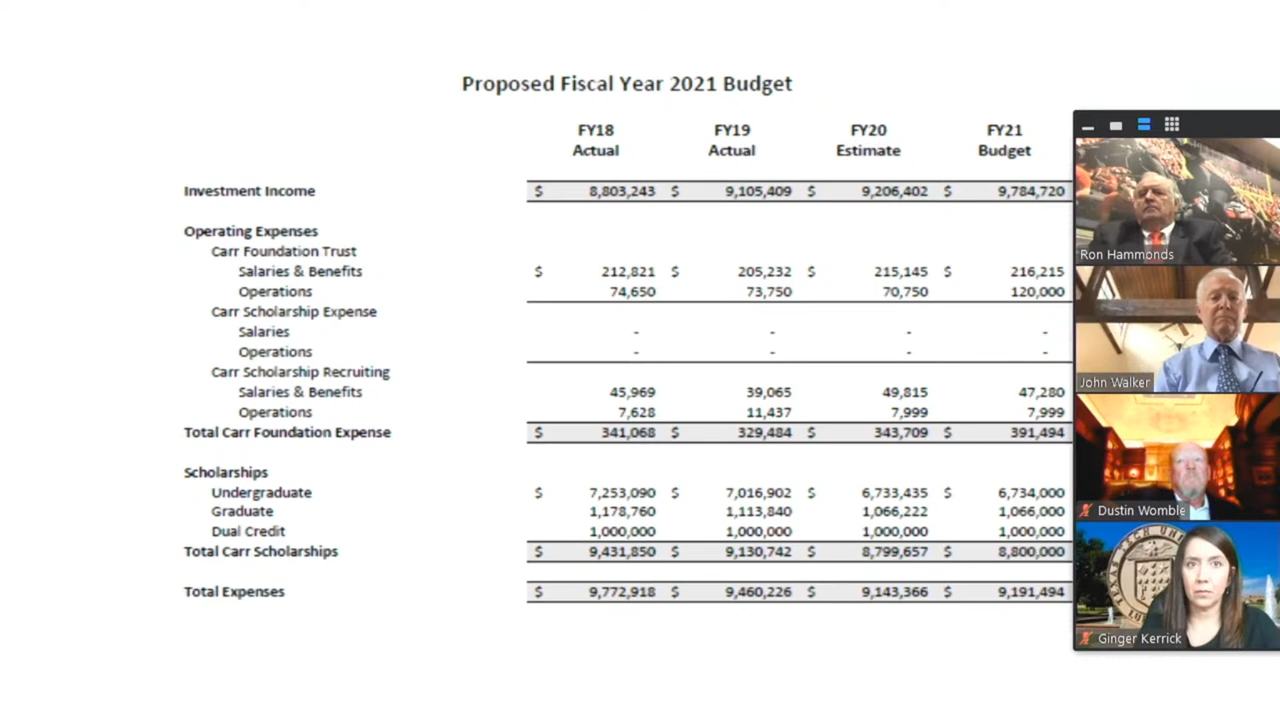 Proposed Fiscal Year 2021 Budget
FY18 FY19 FY20 FY21
Actual Actual Estimate Budget
Investment Income $ 8,803,243 $ 9,105,409 $ 9,206,402 $ 9,784,720
Operating Expenses
Carr Foundation Trust
Salaries & Benefits $ 212,821 $ 205,232 $ 215,145 $ 216,215
Operations 74,650 73,750 70,750 120,000
Carr Scholarship Expense
Salaries - - - -
Operations - - - -
Carr Scholarship Recruiting
Salaries & Benefits 45,969 39,065 49,815 47,280
Operations 7,628 11,437 7,999 7,999
Total Carr Foundation Expense $ 341,068 $ 329,484 $ 343,709 $ 391,494
Scholarships
Undergraduate $ 7,253,090 $ 7,016,902 $ 6,733,435 $ 6,734,000
Graduate 1,178,760 1,113,840 1,066,222 1,066,000
Dual Credit 1,000,000 1,000,000 1,000,000 1,000,000
Total Carr Scholarships $ 9,431,850 $ 9,130,742 $ 8,799,657 $ 8,800,000
Total Expenses $ 9,772,918 $ 9,460,226 $ 9,143,366 $ 9,191,494
Ron Hammonds
John Walker
Dustin Womble
TEXAS TECH UNI
Ginger Kerrick